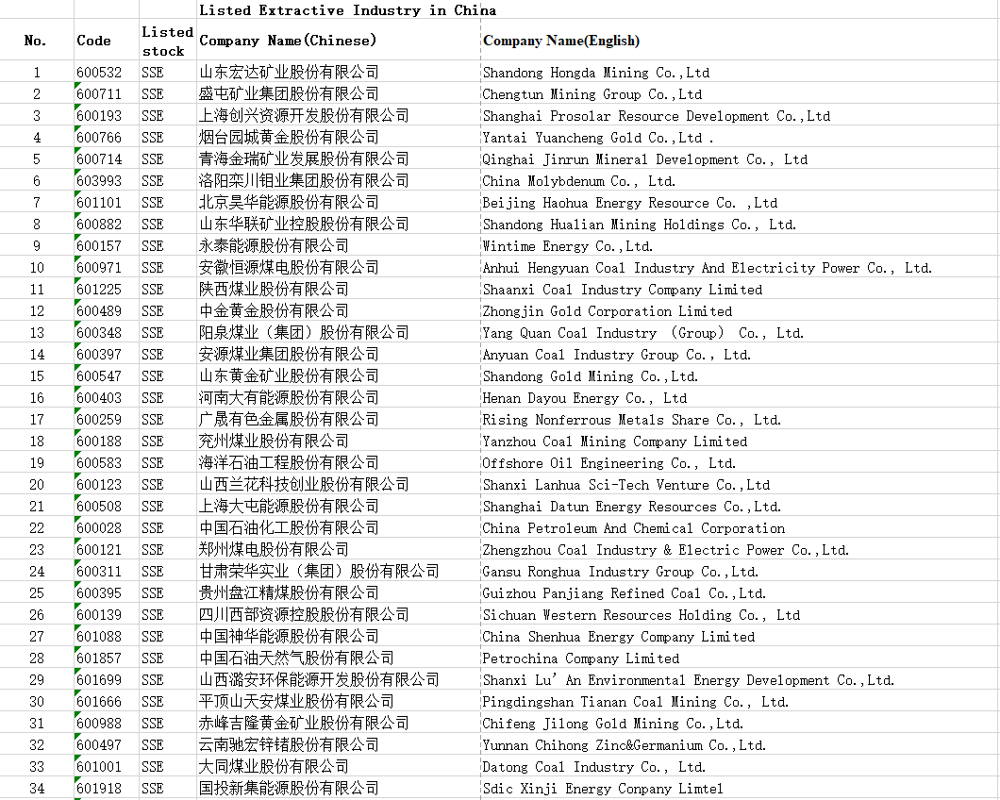 Listed Extractive Industry in China
No. Code Listed stock Company Name(Chinese) Company Name(English)
1 600532 SSE 山东宏达矿业股份有限公司 Shandong Hongda Mining Co.,Ltd
2 600711 SSE 盛屯矿业集团股份有限公司 Chengtun Mining Group Co.,Ltd
3 600193 SSE 上海创兴资源开发股份有限公司 Shanghai Prosolar Resource Development Co.,Ltd
4 600766 SSE 烟台园城黄金股份有限公司 Yantai Yuancheng Gold Co.,Ltd .
5 600714 SSE 青海金瑞矿业发展股份有限公司 Qinghai Jinrun Mineral Development Co., Ltd
6 603993 SSE 洛阳栾川钼业集团股份有限公司 China Molybdenum Co., Ltd.
7 601101 SSE 北京昊华能源股份有限公司 Beijing Haohua Energy Resource Co. ,Ltd
8 600882 SSE 山东华联矿业控股股份有限公司 Shandong Hualian Mining Holdings Co., Ltd.
9 600157 SSE 永泰能源股份有限公司 Wintime Energy Co.,Ltd.
10 600971 SSE 安徽恒源煤电股份有限公司 Anhui Hengyuan Coal Industry And Electricity Power Co., Ltd.
11 601225 SSE 陕西煤业股份有限公司 Shaanxi Coal Industry Company Limited
12 600489 SSE 中金黄金股份有限公司 Zhongjin Gold Corporation Limited
13 600348 SSE 阳泉煤业（集团）股份有限公司 Yang Quan Coal Industry （Group） Co., Ltd.
14 600397 SSE 安源煤业集团股份有限公司 Anyuan Coal Industry Group Co., Ltd.
15 600547 SSE 山东黄金矿业股份有限公司 Shandong Gold Mining Co.,Ltd.
16 600403 SSE 河南大有能源股份有限公司 Henan Dayou Energy Co., Ltd
17 600259 SSE 广晟有色金属股份有限公司 Rising Nonferrous Metals Share Co., Ltd.
18 600188 SSE 兖州煤业股份有限公司 Yanzhou Coal Mining Company Limited
19 600583 SSE 海洋石油工程股份有限公司 Offshore Oil Engineering Co., Ltd.
20 600123 SSE 山西兰花科技创业股份有限公司 Shanxi Lanhua Sci-Tech Venture Co.,Ltd
21 600508 SSE 上海大屯能源股份有限公司 Shanghai Datun Energy Resources Co.,Ltd.
22 600028 SSE 中国石油化工股份有限公司 China Petroleum And Chemical Corporation
23 600121 SSE 郑州煤电股份有限公司 Zhengzhou Coal Industry & Electric Power Co.,Ltd.
24 600311 SSE 甘肃荣华实业（集团）股份有限公司 Gansu Ronghua Industry Group Co.,Ltd.
25 600395 SSE 贵州盘江精煤股份有限公司 Guizhou Panjiang Refined Coal Co.,Ltd.
26 600139 SSE 四川西部资源控股股份有限公司 Sichuan Western Resources Holding Co., Ltd
27 601088 SSE 中国神华能源股份有限公司 China Shenhua Energy Company Limited
28 601857 SSE 中国石油天然气股份有限公司 Petrochina Company Limited
29 601699 SSE 山西潞安环保能源开发股份有限公司 Shanxi Lu’An Environmental Energy Development Co.,Ltd.
30 601666 SSE 平顶山天安煤业股份有限公司 Pingdingshan Tianan Coal Mining Co., Ltd.
31 600988 SSE 赤峰吉隆黄金矿业股份有限公司 Chifeng Jilong Gold Mining Co.,Ltd.
32 600497 SSE 云南驰宏锌锗股份有限公司 Yunnan Chihong Zinc&Germanium Co.,Ltd.
33 601001 SSE 大同煤业股份有限公司 Datong Coal Industry Co., Ltd.
34 601918 SSE 国投新集能源股份有限公司 Sdic Xinji Energy Conpany Limtel